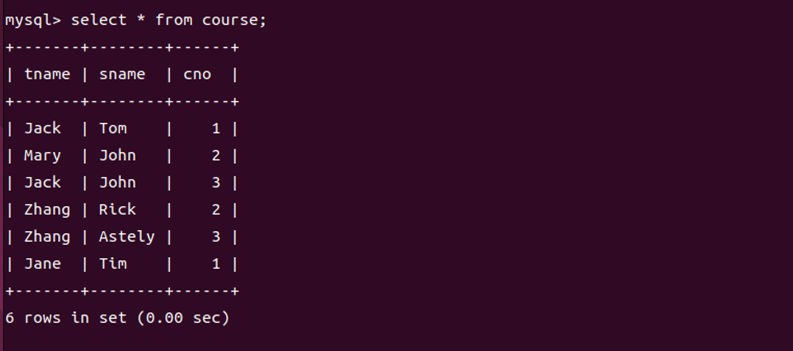 mysql> select * from course;
+-------+--------+------+
| tname | sname  | cno  |
+-------+--------+------+
| Jack  | Tom    |    1 |
| Mary  | John   |    2 |
| Jack  | John   |    3 |
| Zhang | Rick   |    2 |
| Zhang | Astely |    3 |
| Jane  | Tim    |    1 |
+-------+--------+------+
6 rows in set (0.00 sec)